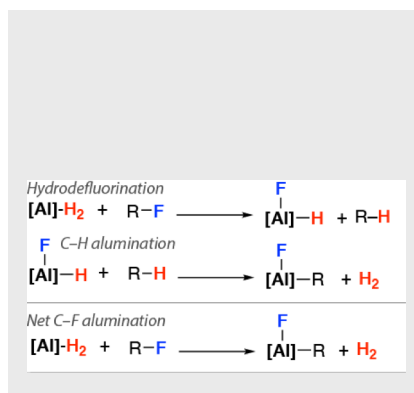 Hydrodefluorination
F
[Al]-H₂ + R–F [Al]–H + R–H
F C–H alumination F
[Al]–H + R–H [Al]–R + H₂
Net C–F alumination F
[Al]-H₂ + R–F [Al]–R + H₂